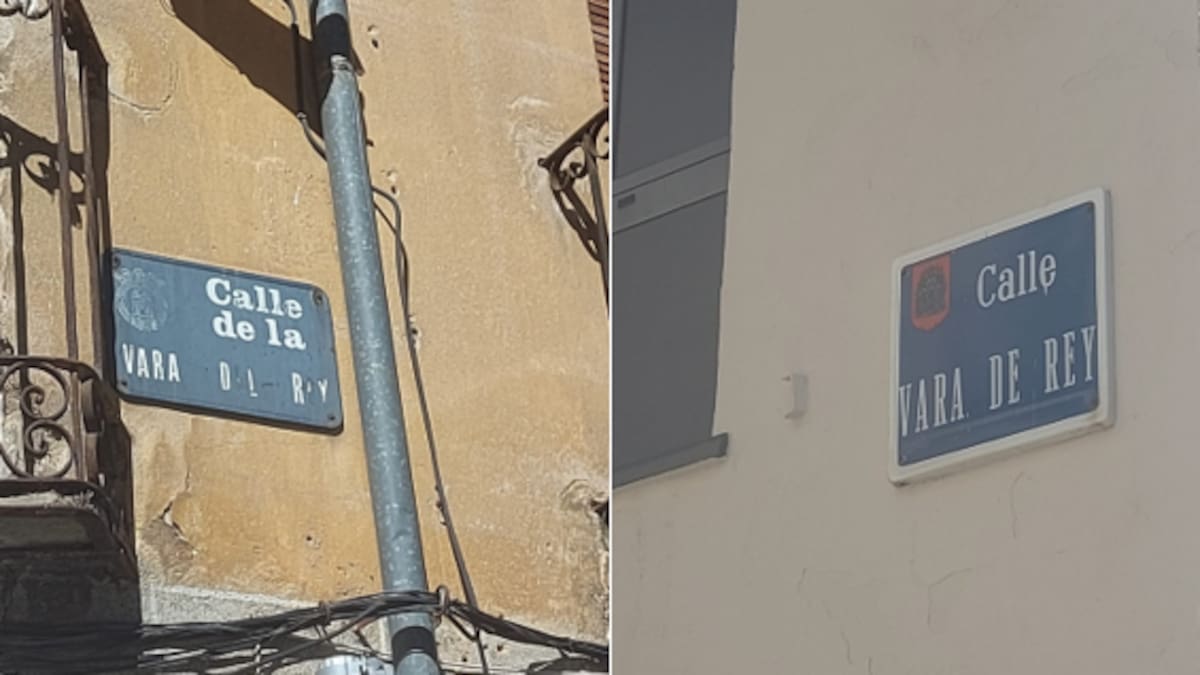 Calle
de la
VARA D L R Y
Calle
VARA DE REY